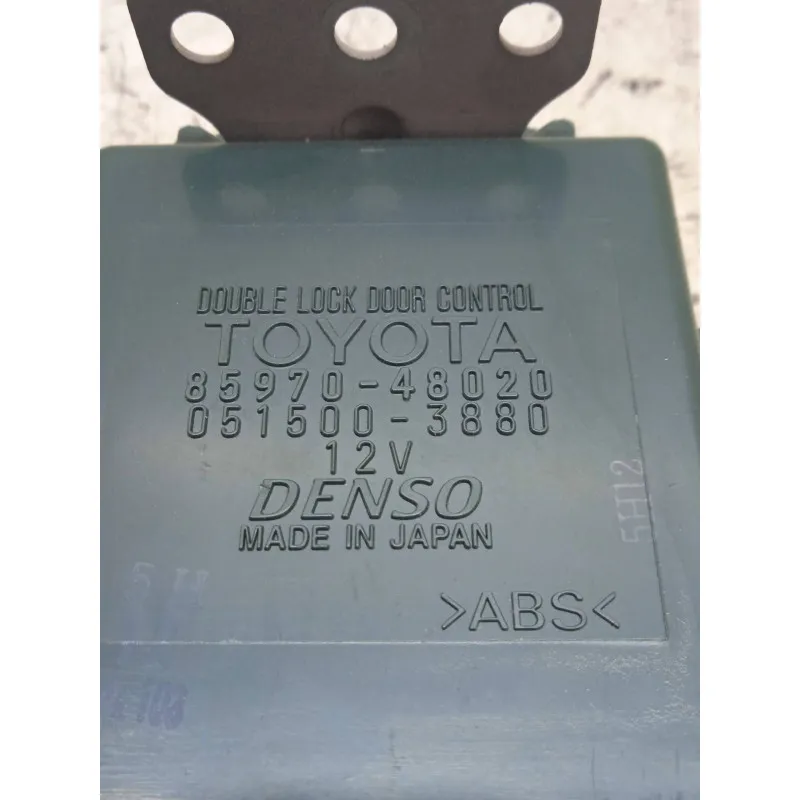 DOUBLE LOCK DOOR CONTROL
TOYOTA
85970-48020
051500-3880
12V
DENSO
MADE IN JAPAN
5H12
>ABS<